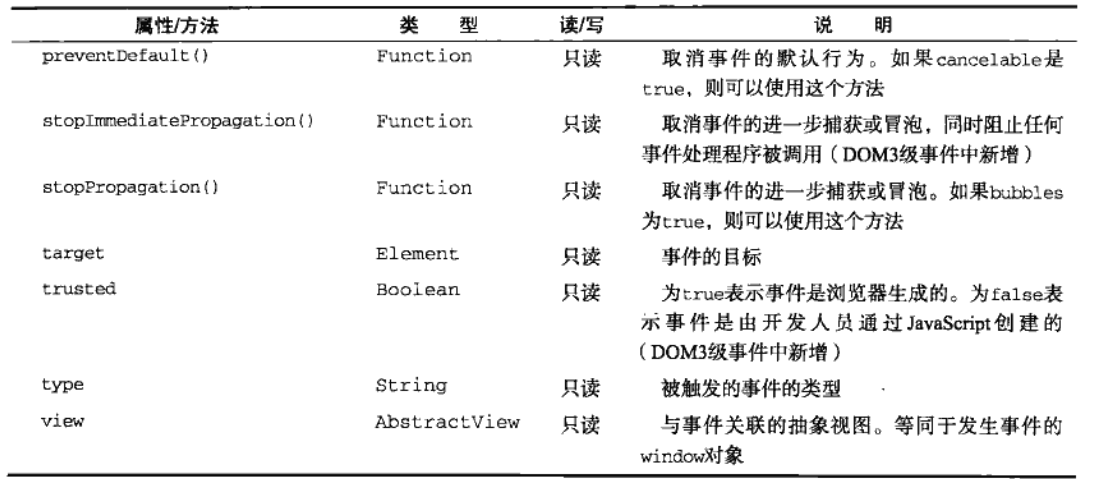 属性/方法 类 型 读/写 说 明
preventDefault() Function 只读 取消事件的默认行为。如果cancelable是
true，则可以使用这个方法
stopImmediatePropagation() Function 只读 取消事件的进一步捕获或冒泡，同时阻止任何
事件处理程序被调用（DOM3级事件中新增）
stopPropagation() Function 只读 取消事件的进一步捕获或冒泡。如果bubbles
为true，则可以使用这个方法
target Element 只读 事件的目标
trusted Boolean 只读 为true表示事件是浏览器生成的。为false表
示事件是由开发人员通过JavaScript创建的
（DOM3级事件中新增）
type String 只读 被触发的事件的类型
view AbstractView 只读 与事件关联的抽象视图。等同于发生事件的
window对象